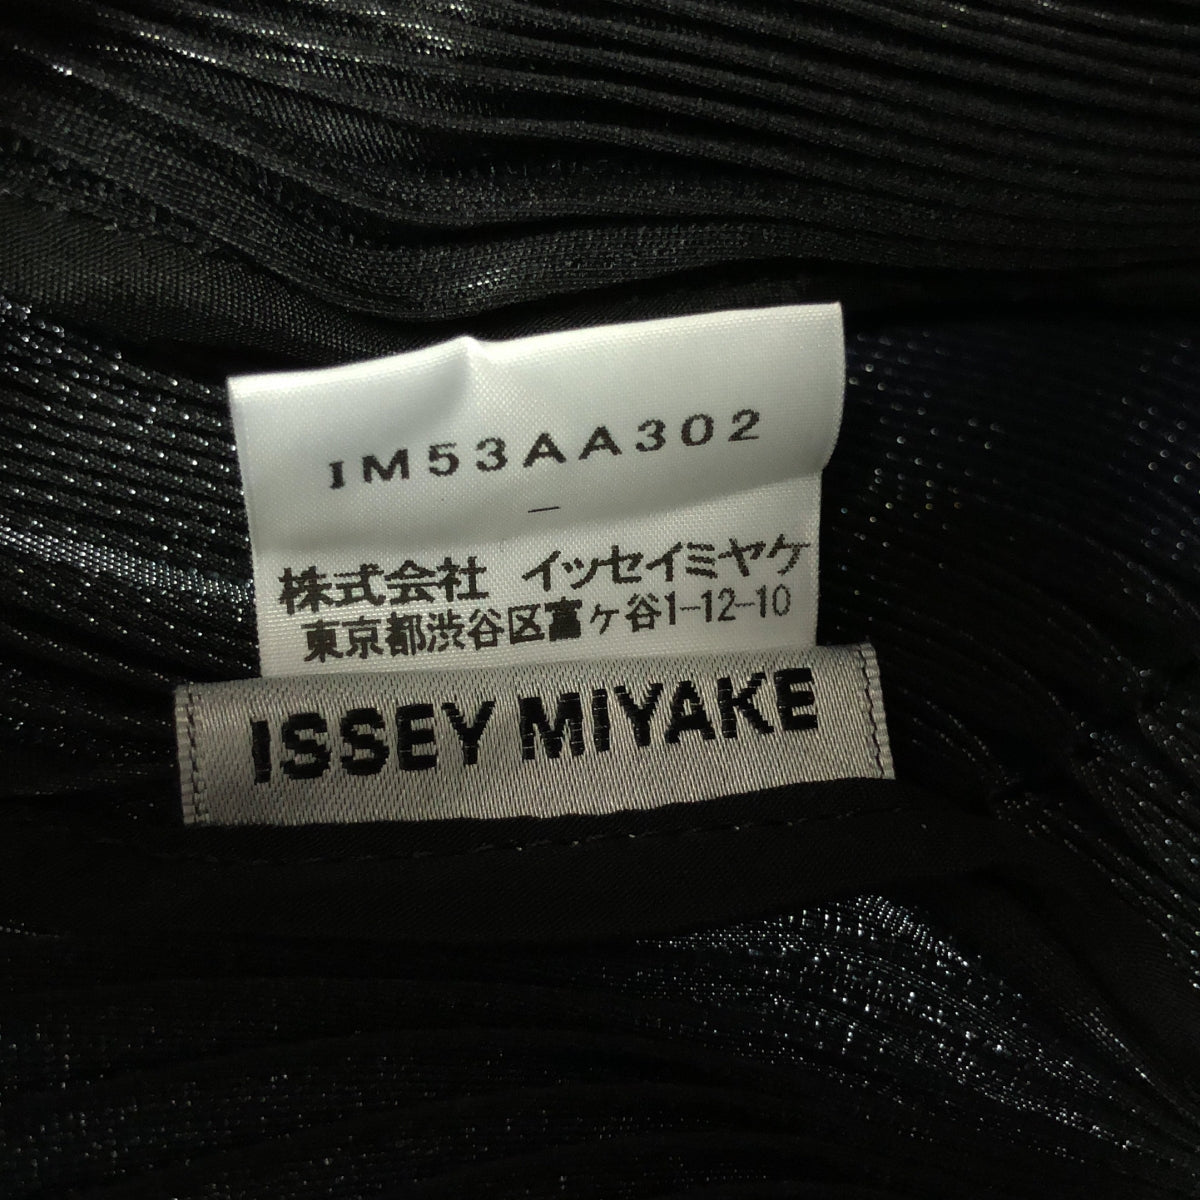 IM53AA302
—
株式会社 イッセイミヤケ
東京都渋谷区富ヶ谷1-12-10
ISSEY MIYAKE